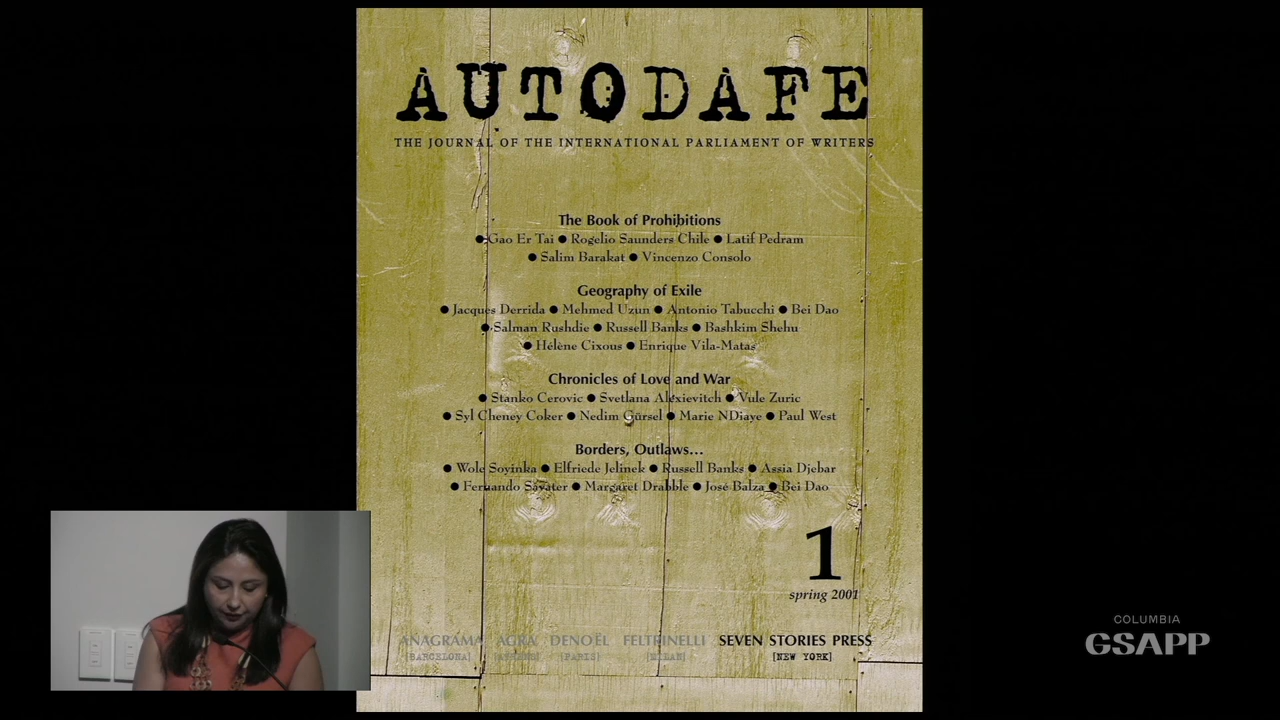 AUTODAFE
THE JOURNAL OF THE INTERNATIONAL PARLIAMENT OF WRITERS
The Book of Prohibitions
● Gao Er Tai ● Rogelio Saunders Chile ● Latif Pedram
● Salim Barakat ● Vincenzo Consolo
Geography of Exile
● Jacques Derrida ● Mehmed Uzun ● Antonio Tabucchi ● Bei Dao
● Salman Rushdie ● Russell Banks ● Bashkim Shehu
● Hélène Cixous ● Enrique Vila-Matas
Chronicles of Love and War
● Stanko Cerovic ● Svetlana Alexievitch ● Vule Zuric
● Syl Cheney Coker ● Nedim Gürsel ● Marie NDiaye ● Paul West
Borders, Outlaws...
● Wole Soyinka ● Elfriede Jelinek ● Russell Banks ● Assia Djebar
● Fernando Savater ● Margaret Drabble ● José Balza ● Bei Dao
1
spring 2001
ANAGRAMA AGRA DENOËL FELTRINELLI SEVEN STORIES PRESS
[BARCELONA] [ATHENS] [PARIS] [MILAN] [NEW YORK]
COLUMBIA
GSAPP